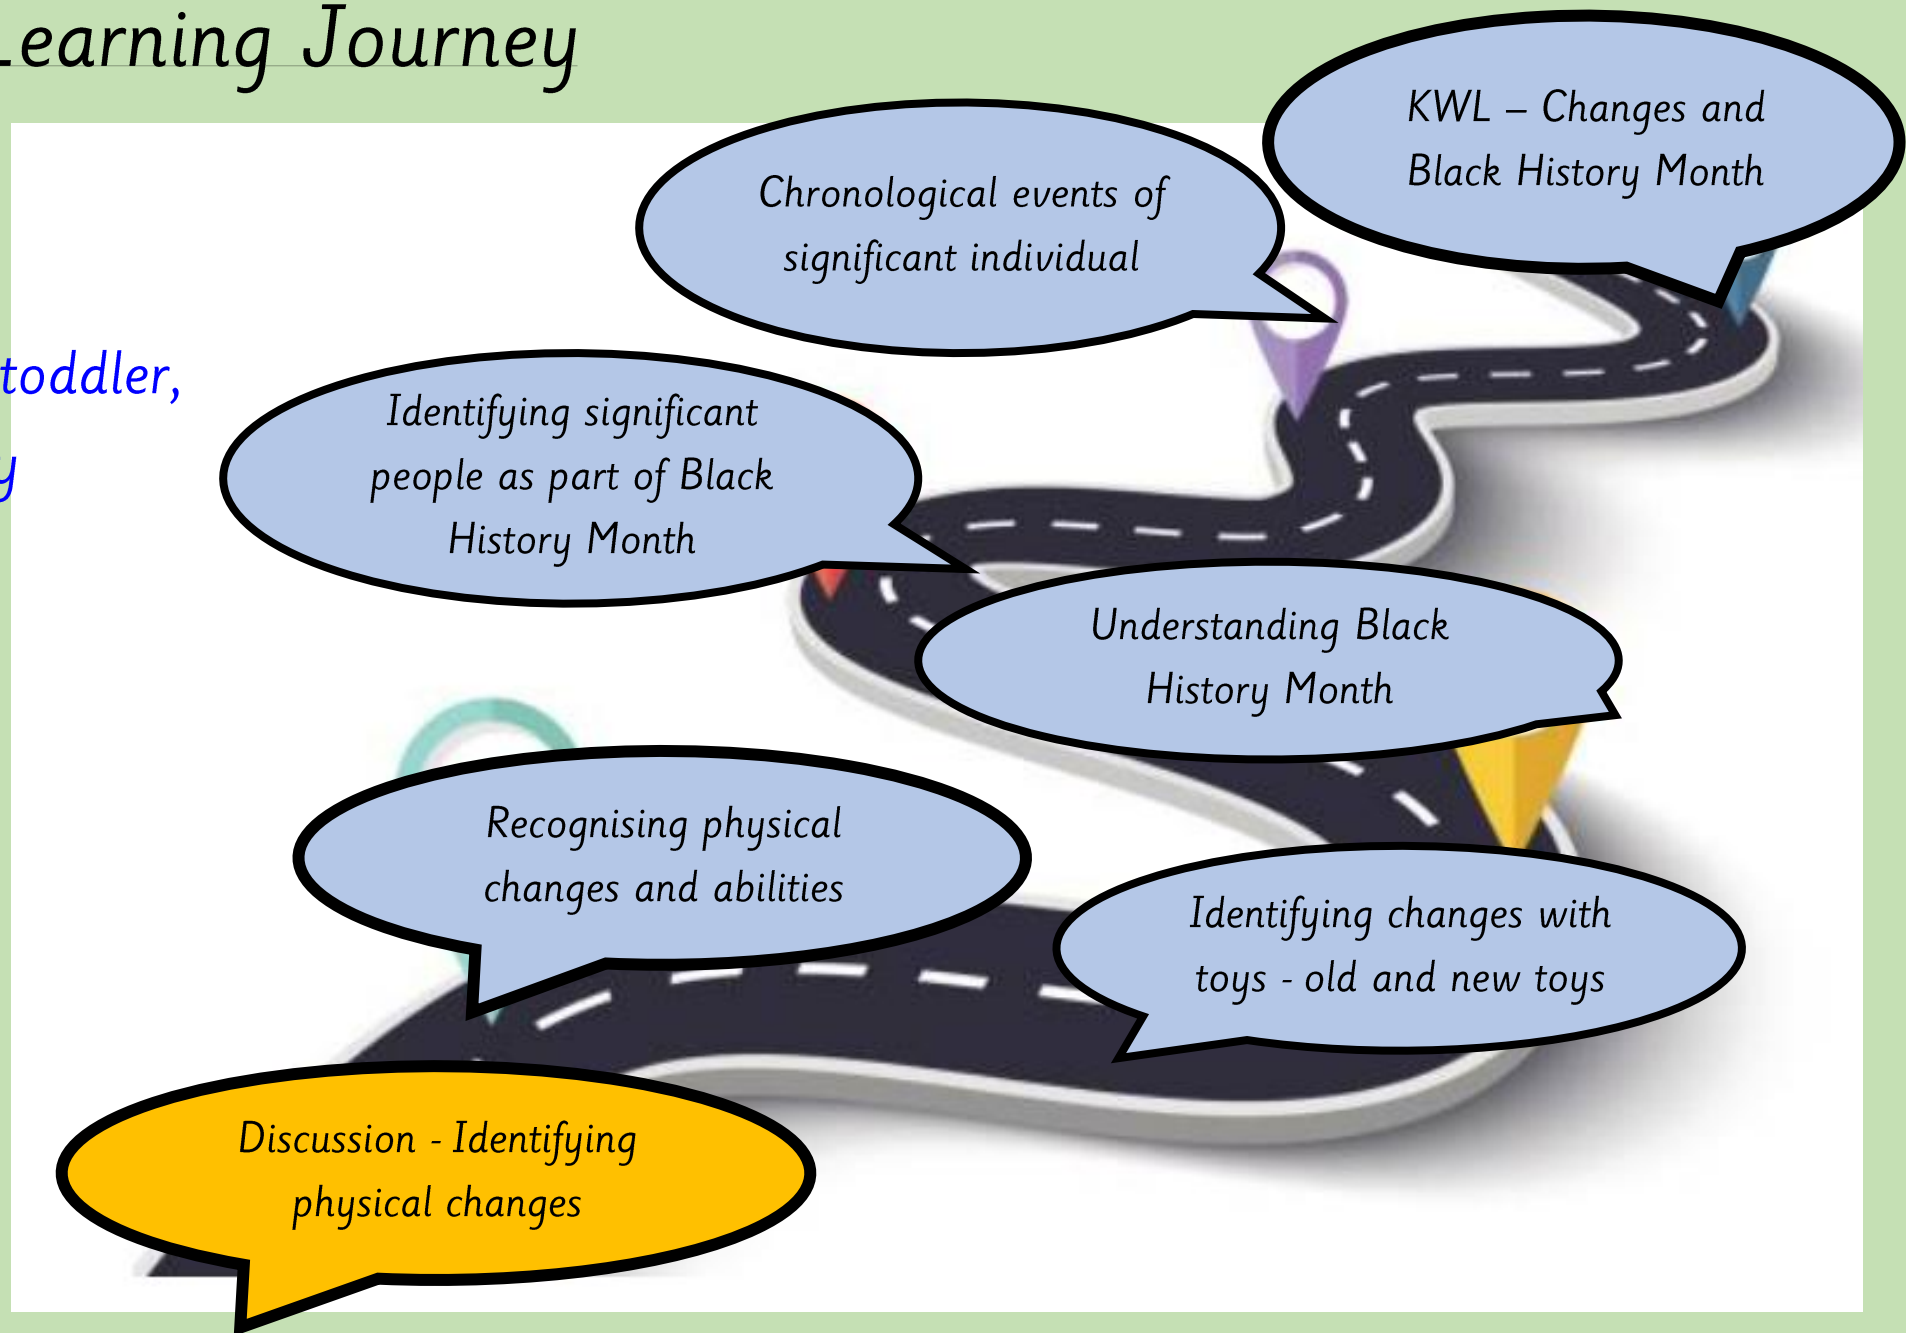 Learning Journey
KWL – Changes and
Black History Month
Chronological events of
significant individual
toddler,
Identifying significant
people as part of Black
History Month
y
Understanding Black
History Month
Recognising physical
changes and abilities
Identifying changes with
toys - old and new toys
Discussion - Identifying
physical changes